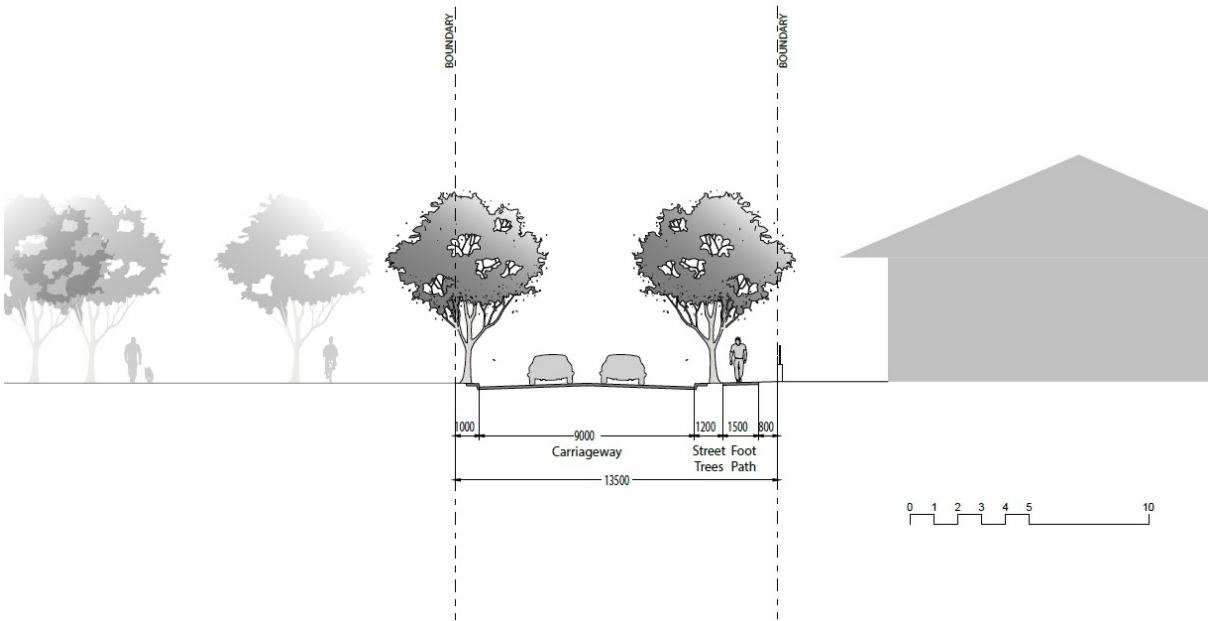 BOUNDARY
BOUNDARY
1000
9000
1200
1500
800
Carriageway
Street Foot
Trees Path
13500
0 1 2 3 4 5 10